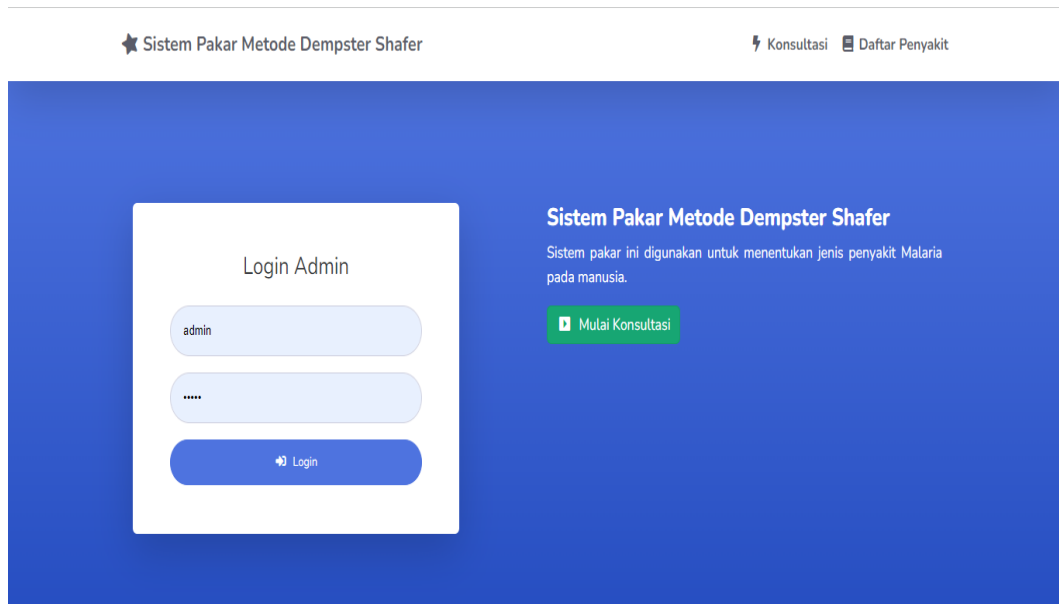 Sistem Pakar Metode Dempster Shafer
Konsultasi Daftar Penyakit
Login Admin
admin
•••••
Login
Sistem Pakar Metode Dempster Shafer
Sistem pakar ini digunakan untuk menentukan jenis penyakit Malaria
pada manusia.
Mulai Konsultasi